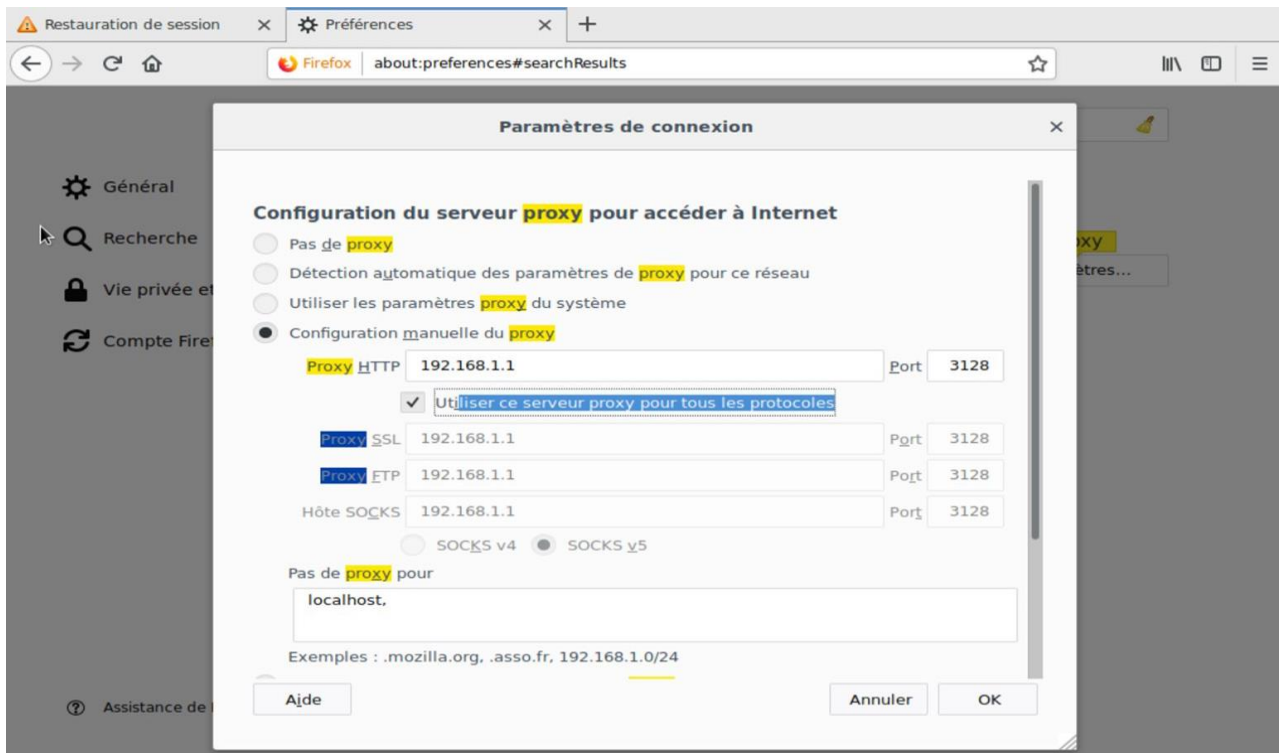 Restauration de session
Préférences
Firefox about:preferences#searchResults
Paramètres de connexion
Général
Recherche
Vie privée et
Compte Firef
Configuration du serveur proxy pour accéder à Internet
Pas de proxy
Détection automatique des paramètres de proxy pour ce réseau
Utiliser les paramètres proxy du système
Configuration manuelle du proxy
Proxy HTTP 192.168.1.1 Port 3128
Utiliser ce serveur proxy pour tous les protocoles
Proxy SSL 192.168.1.1 Port 3128
Proxy FTP 192.168.1.1 Port 3128
Hôte SOCKS 192.168.1.1 Port 3128
SOCKS v4 SOCKS v5
Pas de proxy pour
localhost,
Exemples : .mozilla.org, .asso.fr, 192.168.1.0/24
Aide Annuler OK
Assistance de